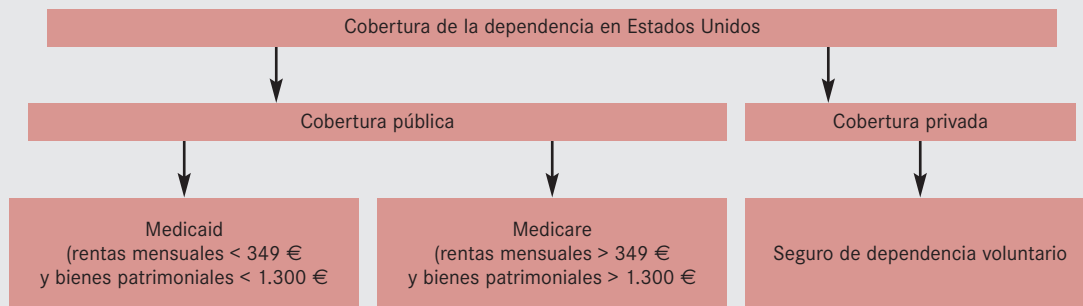 Cobertura de la dependencia en Estados Unidos
Cobertura pública
Cobertura privada
Medicaid
(rentas mensuales < 349 €
y bienes patrimoniales < 1.300 €
Medicare
(rentas mensuales > 349 €
y bienes patrimoniales > 1.300 €
Seguro de dependencia voluntario